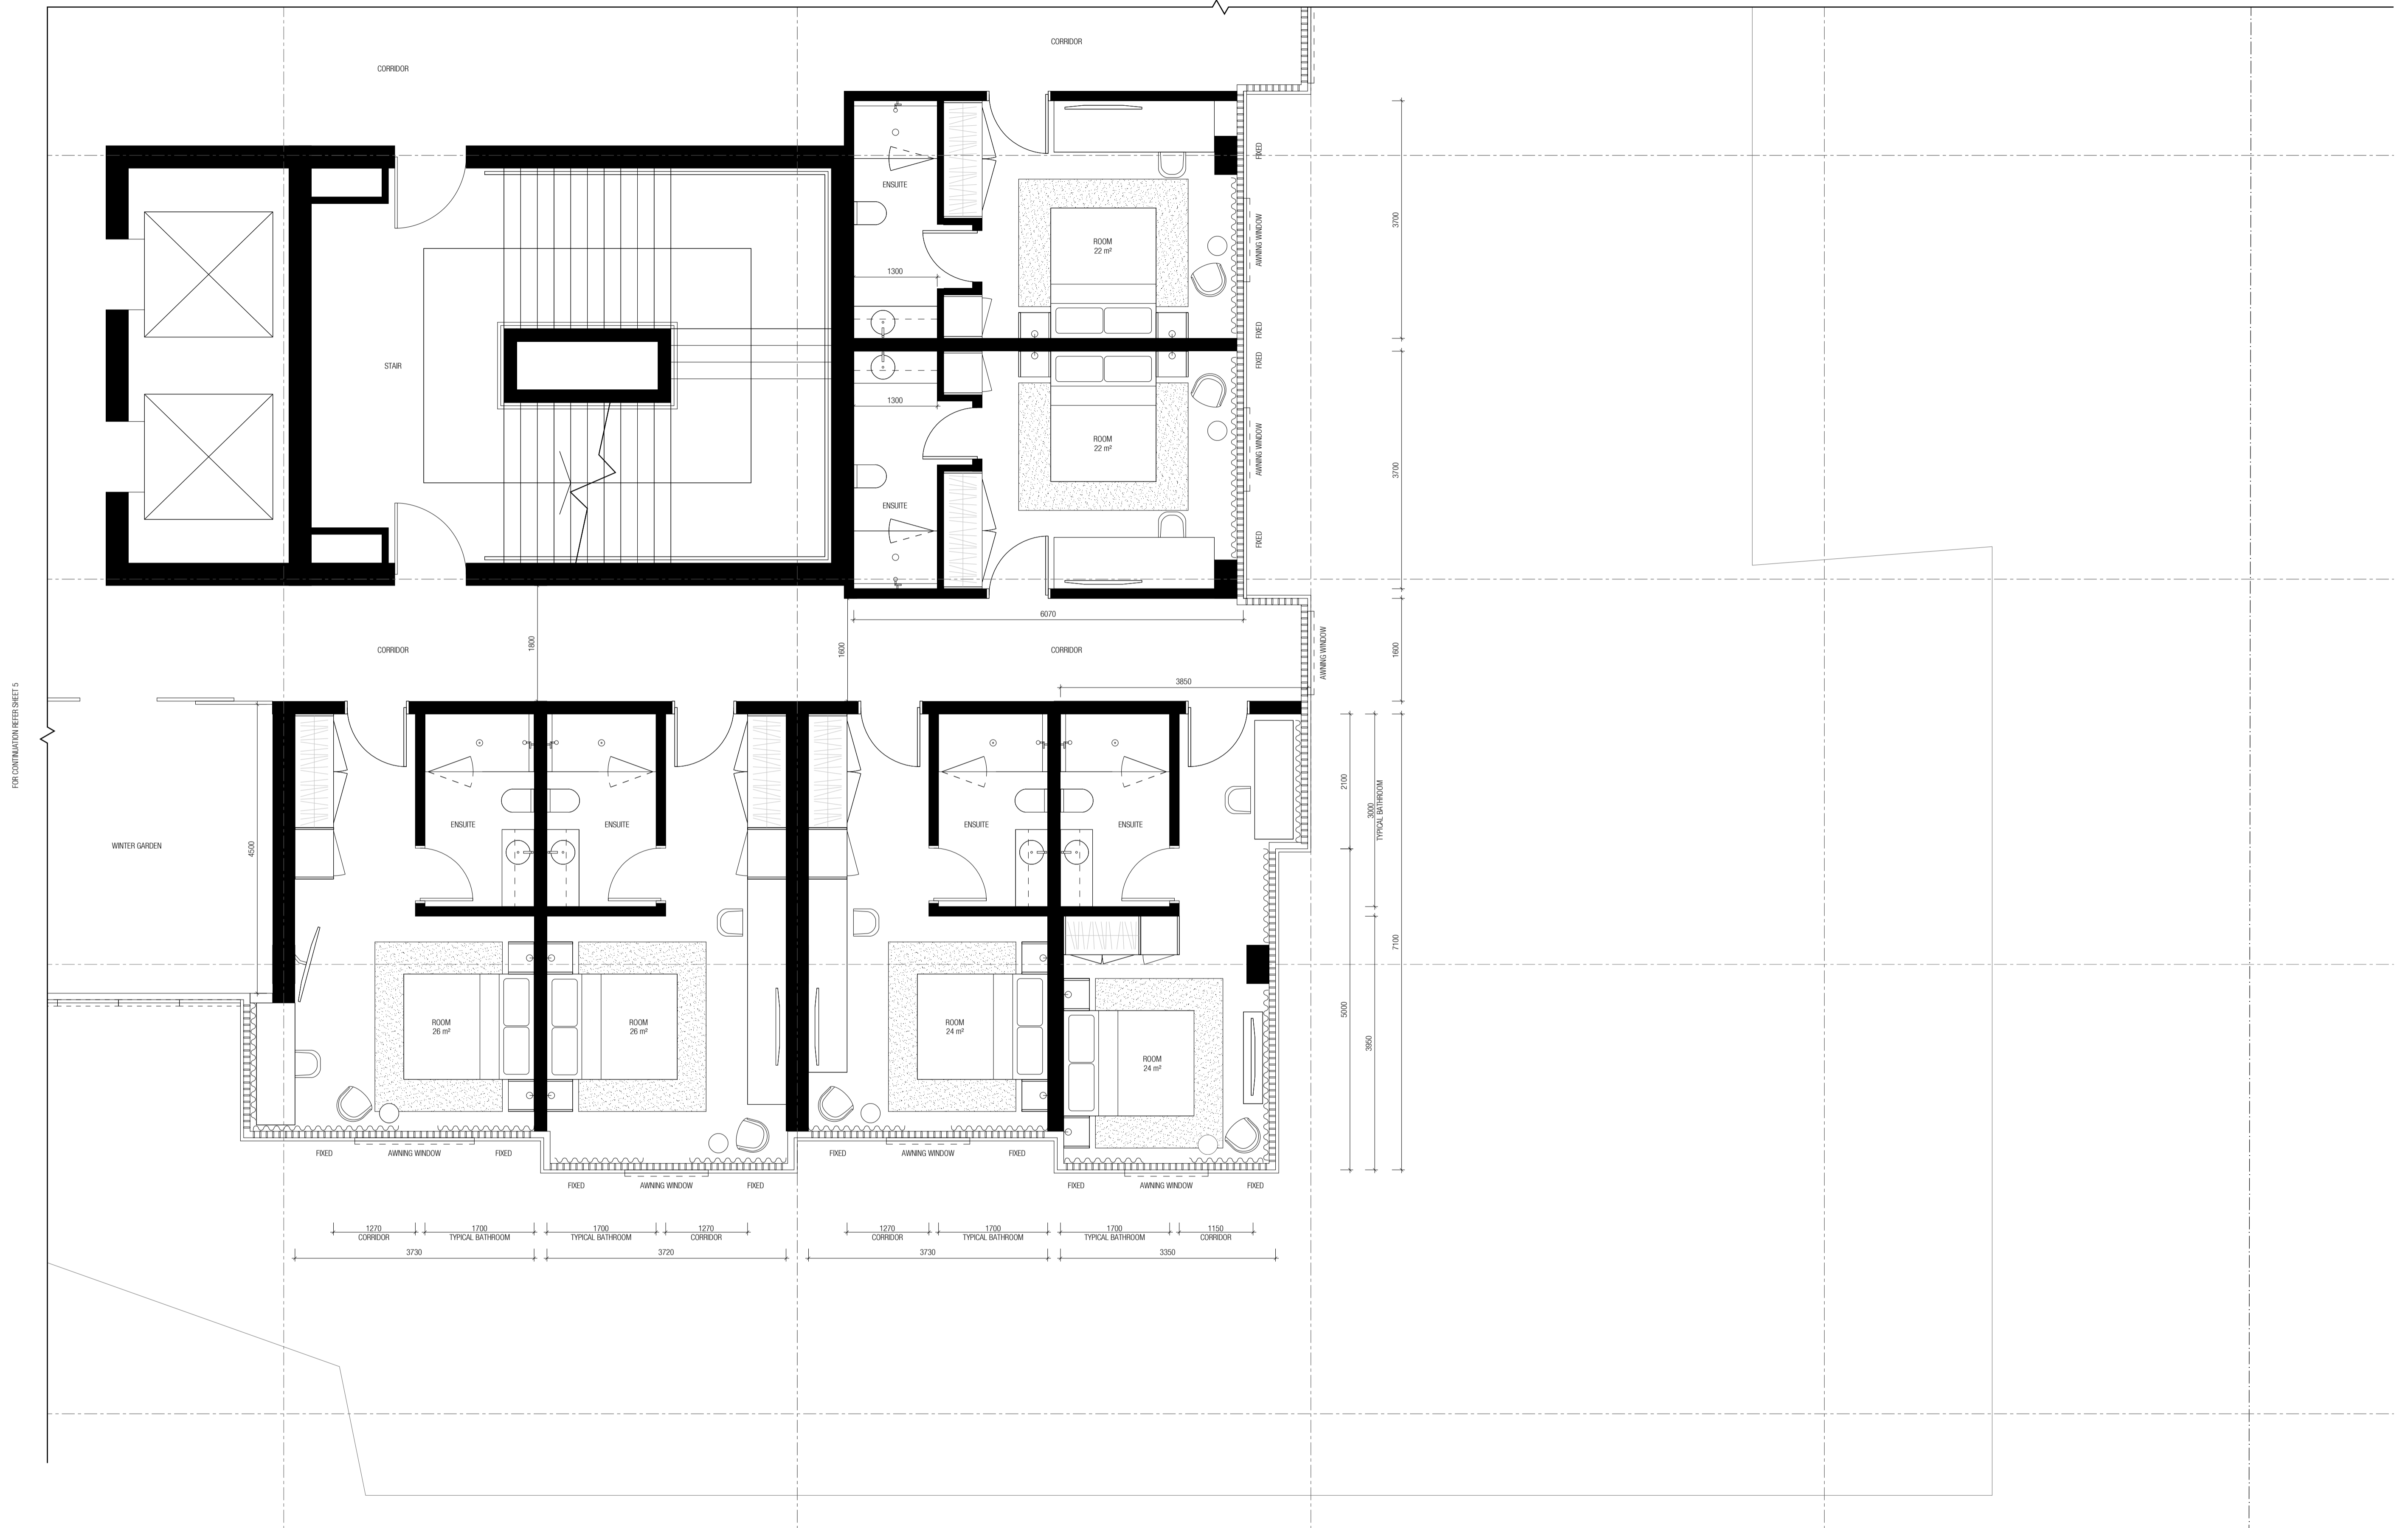 CORRIDOR
CORRIDOR
FIXED
ENSUITE
3700
AWNING WINDOW
ROOM
22 m²
1300
FIXED
STAIR
FIXED
1300
ROOM
22 m²
AWNING WINDOW
3700
ENSUITE
FIXED
6070
CORRIDOR
1800
1600
CORRIDOR
AWNING WINDOW
1600
3850
FOR CONTINUATION REFER SHEET 5
2100
3000
TYPICAL BATHROOM
ENSUITE
ENSUITE
ENSUITE
ENSUITE
WINTER GARDEN
4500
7100
5000
3950
ROOM
26 m²
ROOM
26 m²
ROOM
24 m²
ROOM
24 m²
FIXED
AWNING WINDOW
FIXED
FIXED
AWNING WINDOW
FIXED
FIXED
AWNING WINDOW
FIXED
FIXED
AWNING WINDOW
FIXED
1270
CORRIDOR
1700
TYPICAL BATHROOM
1700
TYPICAL BATHROOM
1270
CORRIDOR
1270
CORRIDOR
1700
TYPICAL BATHROOM
1700
TYPICAL BATHROOM
1150
CORRIDOR
3730
3720
3730
3350